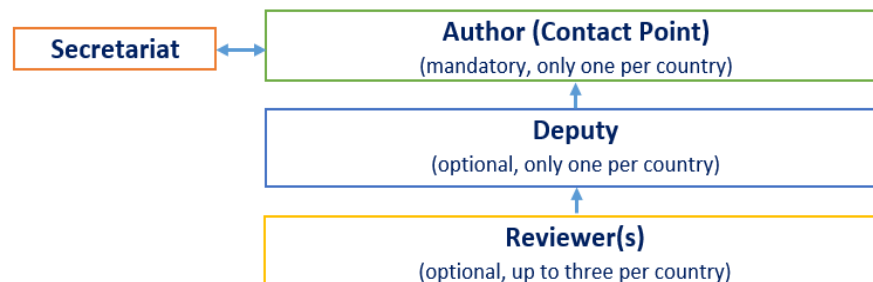 Secretariat
Author (Contact Point)
(mandatory, only one per country)
Deputy
(optional, only one per country)
Reviewer(s)
(optional, up to three per country)